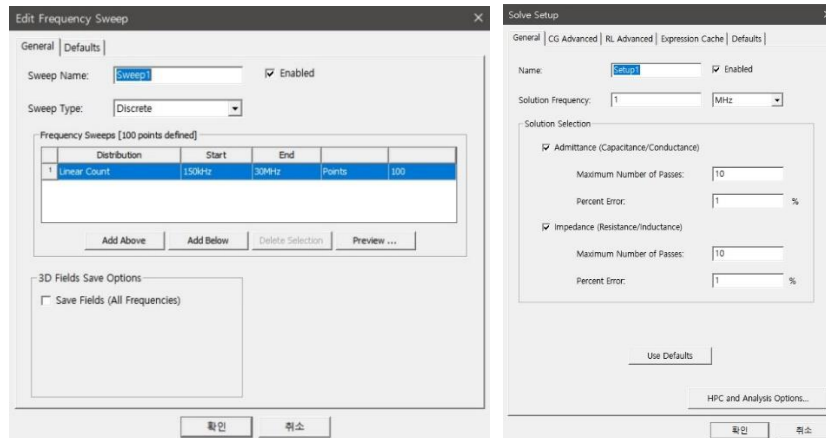 Edit Frequency Sweep
General Defaults
Sweep Name: Sweep1 Enabled
Sweep Type: Discrete
Frequency Sweeps [100 points defined]
Distribution Start End
1 Linear Count 150kHz 30MHz Points 100
Add Above Add Below Delete Selection Preview ...
3D Fields Save Options
Save Fields (All Frequencies)
확인 취소
Solve Setup
General CG Advanced RL Advanced Expression Cache Defaults
Name: Setup1 Enabled
Solution Frequency: 1 MHz
Solution Selection
Admittance (Capacitance/Conductance)
Maximum Number of Passes: 10
Percent Error: 1 %
Impedance (Resistance/Inductance)
Maximum Number of Passes: 10
Percent Error: 1 %
Use Defaults
HPC and Analysis Options...
확인 취소